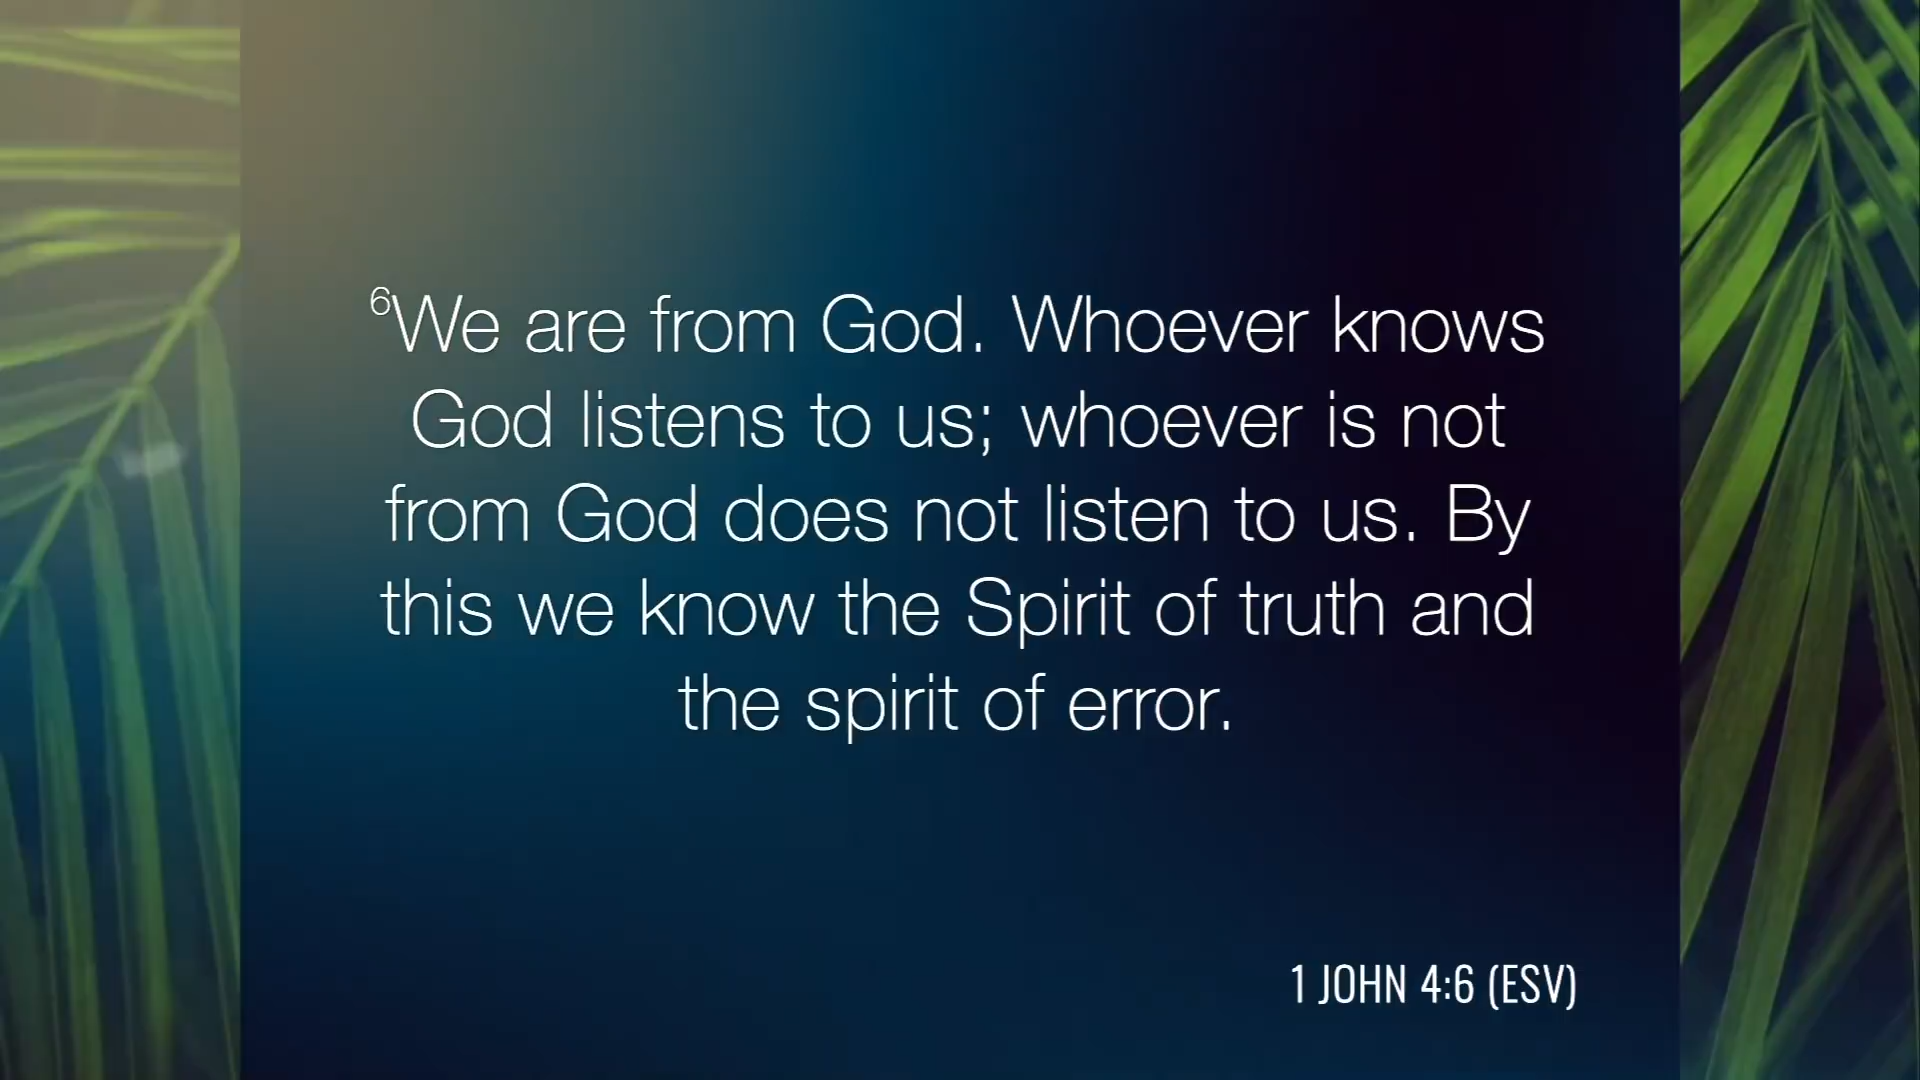 ⁶We are from God. Whoever knows
God listens to us; whoever is not
from God does not listen to us. By
this we know the Spirit of truth and
the spirit of error.
1 JOHN 4:6 (ESV)